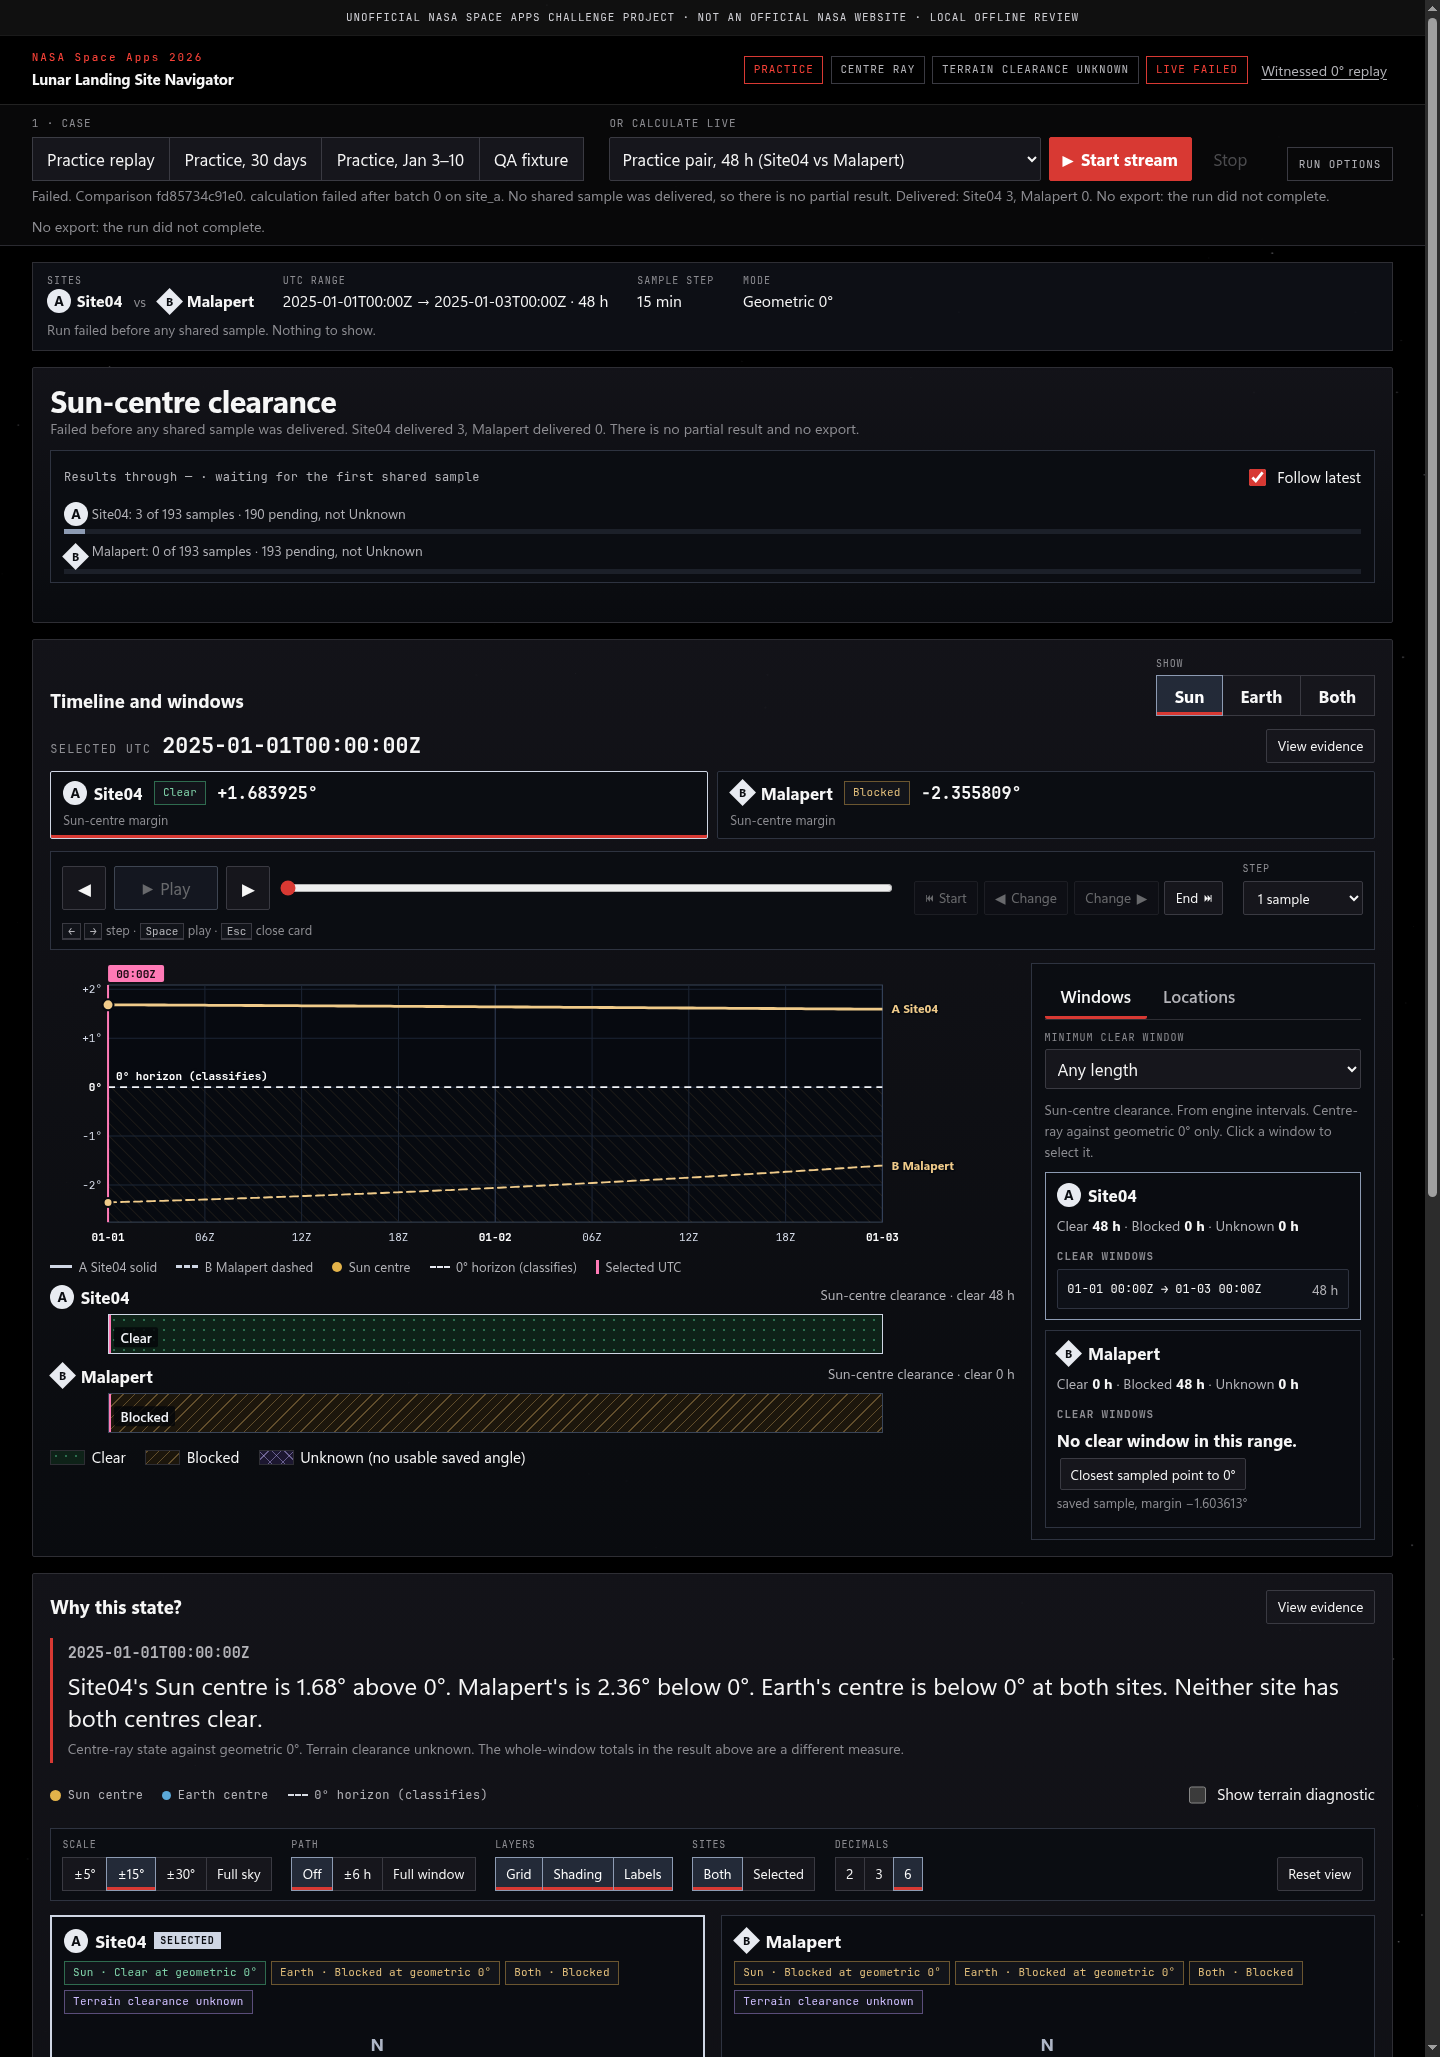 UNOFFICIAL NASA SPACE APPS CHALLENGE PROJECT · NOT AN OFFICIAL NASA WEBSITE · LOCAL OFFLINE REVIEW
NASA Space Apps 2026
Lunar Landing Site Navigator
PRACTICE
CENTRE RAY
TERRAIN CLEARANCE UNKNOWN
LIVE FAILED
Witnessed 0° replay
1 · CASE
Practice replay
Practice, 30 days
Practice, Jan 3–10
QA fixture
OR CALCULATE LIVE
Practice pair, 48 h (Site04 vs Malapert)
▶ Start stream
Stop
RUN OPTIONS
Failed. Comparison fd85734c91e0. calculation failed after batch 0 on site_a. No shared sample was delivered, so there is no partial result. Delivered: Site04 3, Malapert 0. No export: the run did not complete.
No export: the run did not complete.
SITES
A Site04 vs B Malapert
UTC RANGE
2025-01-01T00:00Z → 2025-01-03T00:00Z · 48 h
SAMPLE STEP
15 min
MODE
Geometric 0°
Run failed before any shared sample. Nothing to show.
Sun-centre clearance
Failed before any shared sample was delivered. Site04 delivered 3, Malapert delivered 0. There is no partial result and no export.
Results through — · waiting for the first shared sample
Follow latest
A Site04: 3 of 193 samples · 190 pending, not Unknown
B Malapert: 0 of 193 samples · 193 pending, not Unknown
SHOW
Timeline and windows
Sun
Earth
Both
SELECTED UTC 2025-01-01T00:00:00Z
View evidence
A Site04 Clear +1.683925°
Sun-centre margin
B Malapert Blocked -2.355809°
Sun-centre margin
◀
▶ Play
▶
⏮ Start
◀ Change
Change ▶
End ⏭
STEP
1 sample
← → step · Space play · Esc close card
00:00Z
+2°
+1°
0°
-1°
-2°
0° horizon (classifies)
A Site04
B Malapert
01-01
06Z
12Z
18Z
01-02
06Z
12Z
18Z
01-03
A Site04 solid
B Malapert dashed
Sun centre
0° horizon (classifies)
Selected UTC
A Site04
Sun-centre clearance · clear 48 h
Clear
B Malapert
Sun-centre clearance · clear 0 h
Blocked
Clear
Blocked
Unknown (no usable saved angle)
Windows
Locations
MINIMUM CLEAR WINDOW
Any length
Sun-centre clearance. From engine intervals. Centre-
ray against geometric 0° only. Click a window to
select it.
A Site04
Clear 48 h · Blocked 0 h · Unknown 0 h
CLEAR WINDOWS
01-01 00:00Z → 01-03 00:00Z 48 h
B Malapert
Clear 0 h · Blocked 48 h · Unknown 0 h
CLEAR WINDOWS
No clear window in this range.
Closest sampled point to 0°
saved sample, margin −1.603613°
Why this state?
View evidence
2025-01-01T00:00:00Z
Site04's Sun centre is 1.68° above 0°. Malapert's is 2.36° below 0°. Earth's centre is below 0° at both sites. Neither site has
both centres clear.
Centre-ray state against geometric 0°. Terrain clearance unknown. The whole-window totals in the result above are a different measure.
Sun centre
Earth centre
0° horizon (classifies)
Show terrain diagnostic
SCALE
±5°
±15°
±30°
Full sky
PATH
Off
±6 h
Full window
LAYERS
Grid
Shading
Labels
SITES
Both
Selected
DECIMALS
2
3
6
Reset view
A Site04 SELECTED
Sun · Clear at geometric 0°
Earth · Blocked at geometric 0°
Both · Blocked
Terrain clearance unknown
N
B Malapert
Sun · Blocked at geometric 0°
Earth · Blocked at geometric 0°
Both · Blocked
Terrain clearance unknown
N